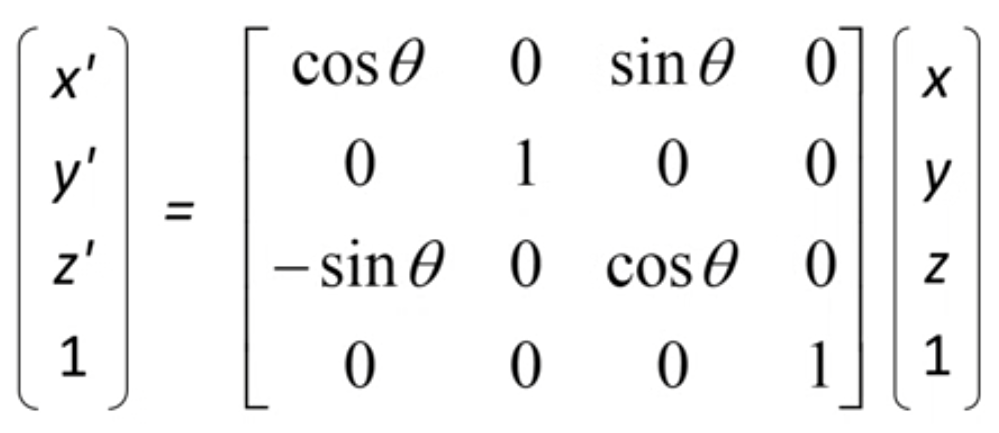 x' cos θ 0 sin θ 0 x
y' 0 1 0 0 y
=
z' − sin θ 0 cos θ 0 z
1 0 0 0 1 1